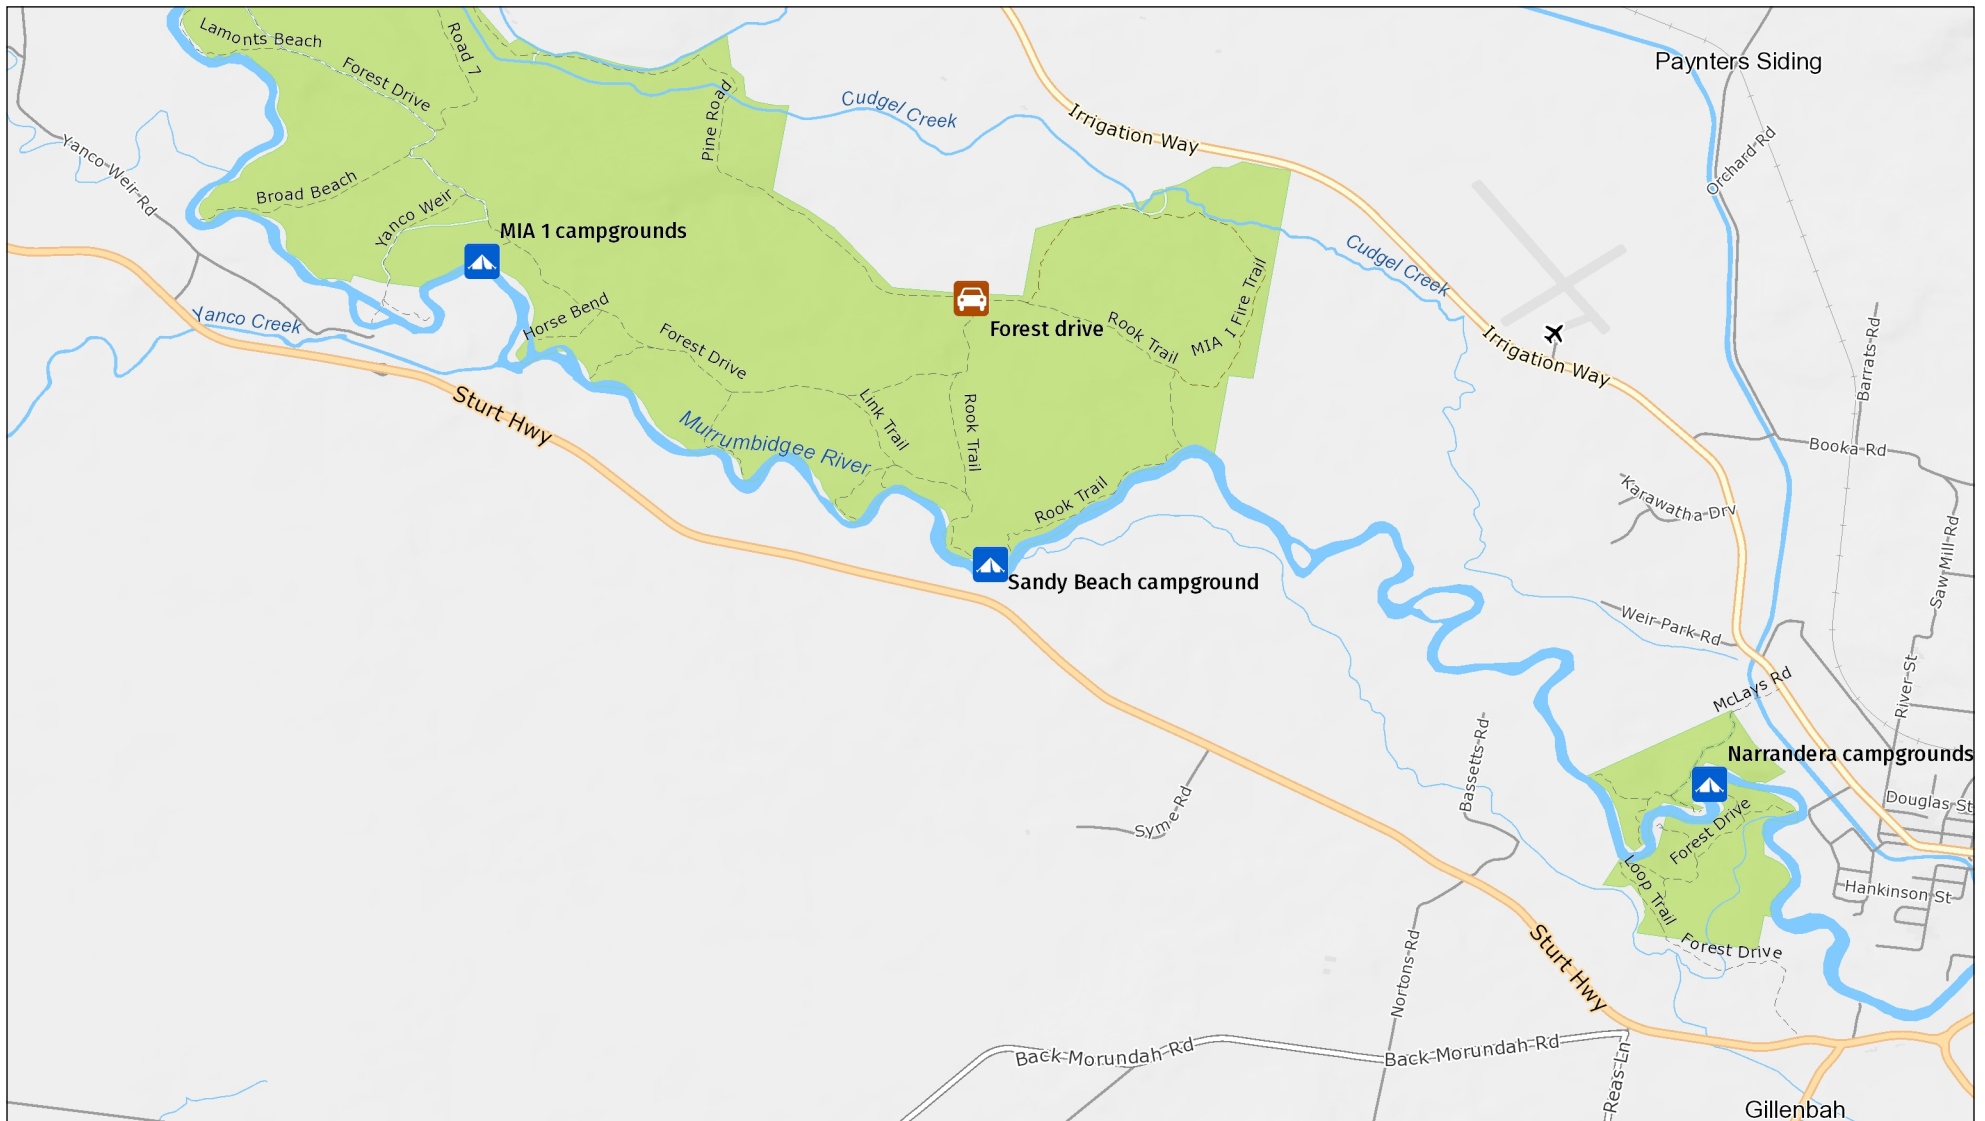 Lamonts Beach
Road 7
Paynters Siding
Forest Drive
Pine Road
Cudgel Creek
Irrigation Way
Yanco-Weir-Rd
Orchard-Rd
Broad Beach
Yanco Weir
MIA 1 campgrounds
Cudgel Creek
MIA 1 Fire Trail
Yanco Creek
Horse Bend
Forest Drive
Forest drive
Rook Trail
Irrigation Way
Barrats-Rd
Sturt Hwy
Link Trail
Rook Trail
Murrumbidgee River
Booka Rd
Rook Trail
Karawatha Drv
Saw-Mill-Rd
Sandy Beach campground
Weir-Park-Rd
McLays Rd
River-St
Bassetts-Rd
Narrandera campgrounds
Syme-Rd
Douglas St
Forest Drive
Loop Trail
Hankinson St
Sturt Hwy
Forest Drive
Nortons-Rd
Back Morundah Rd
Back-Morundah Rd
Reas-Ln
Gillenbah